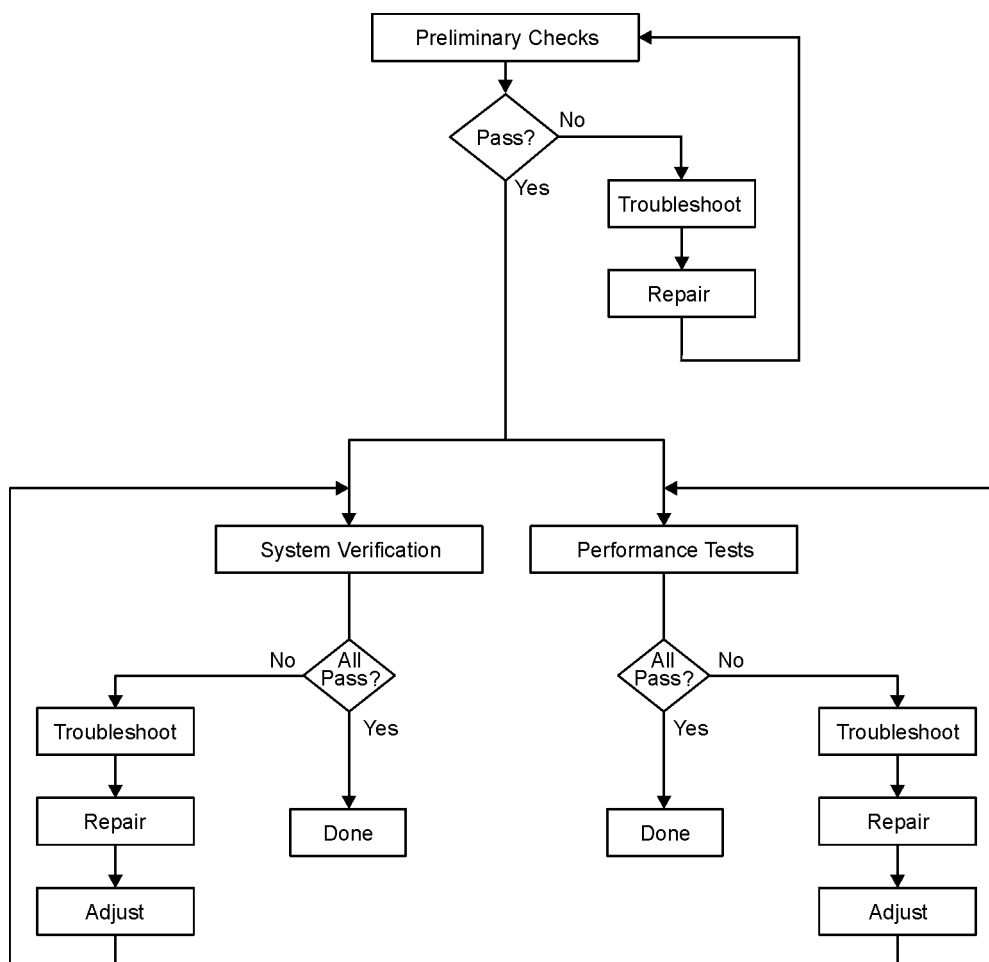 Preliminary Checks
Pass?
No
Yes
Troubleshoot
Repair
System Verification
Performance Tests
No
All
Pass?
Yes
All
Pass?
No
Yes
Troubleshoot
Troubleshoot
Repair
Done
Done
Repair
Adjust
Adjust